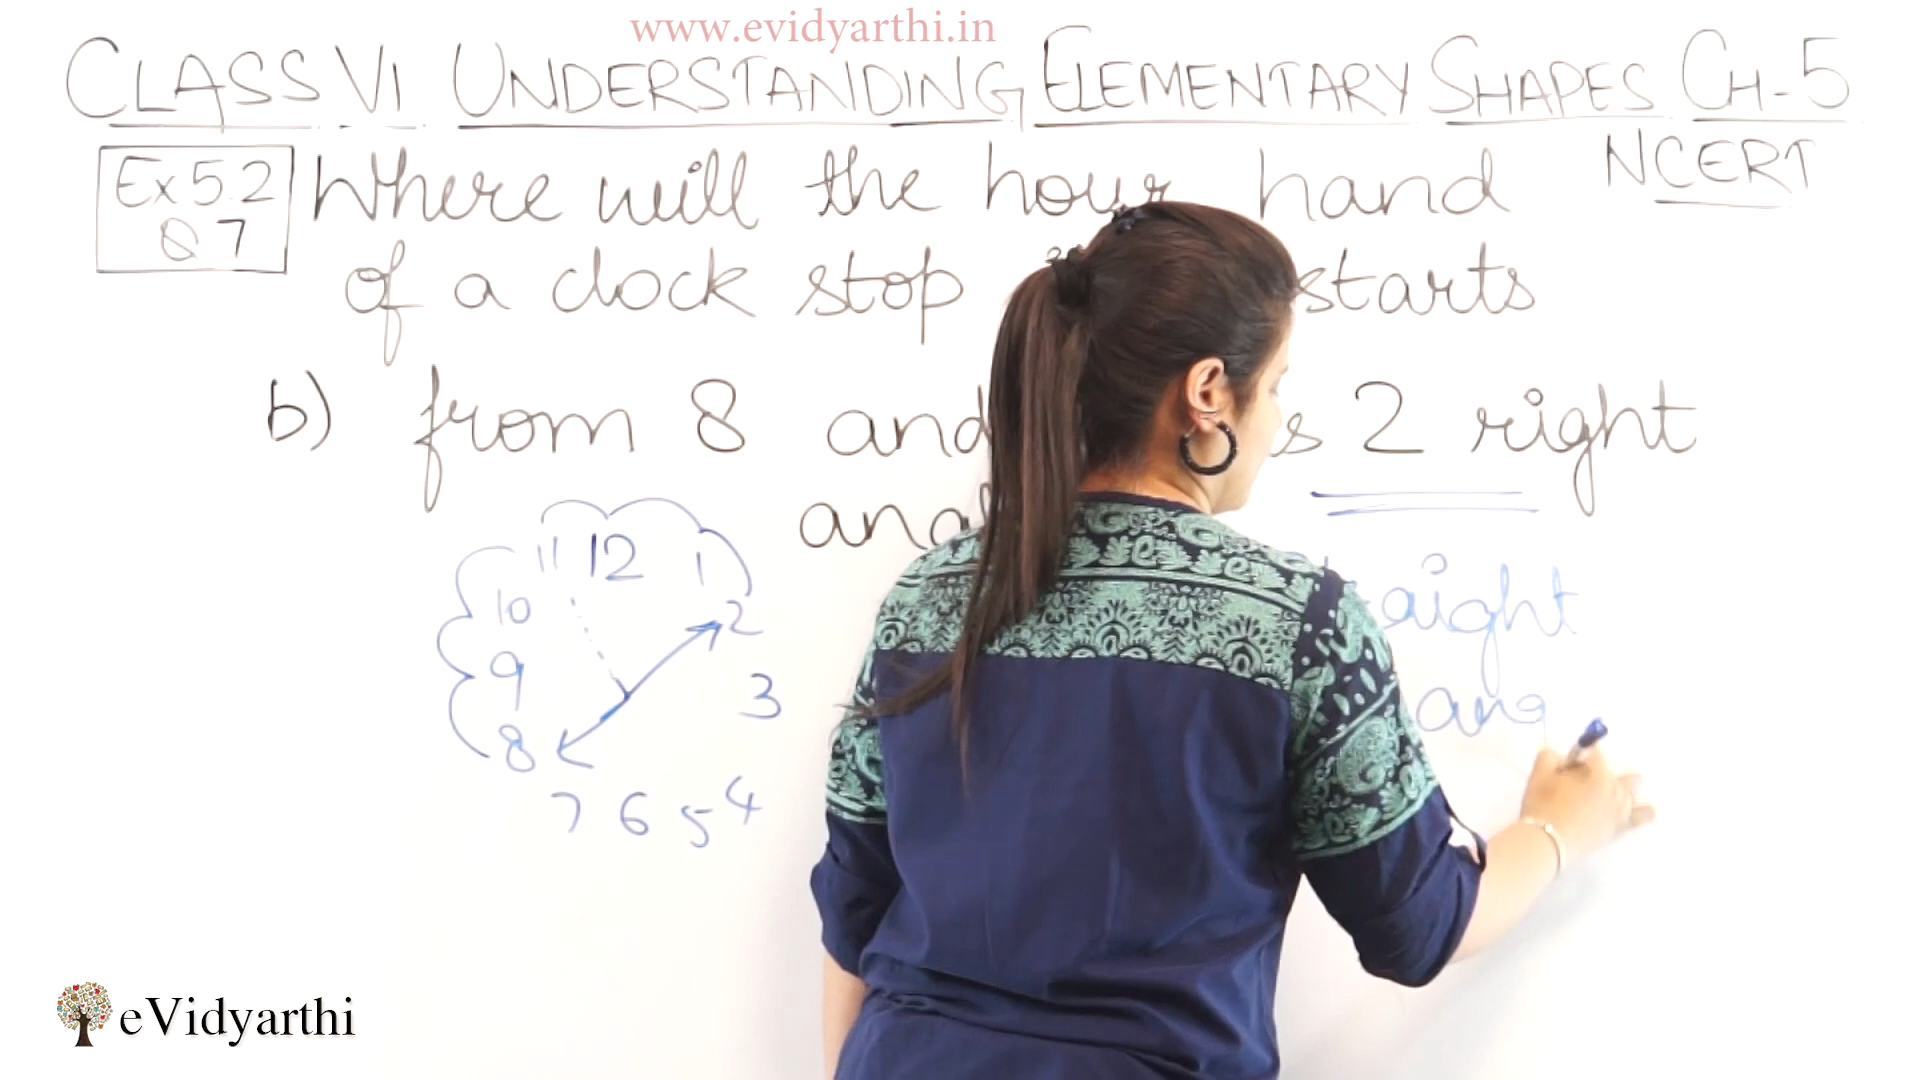 www.evidyarthi.in
CLASS VI UNDERSTANDING ELEMENTARY SHAPES CH-5
NCERT
Ex 5.2
Q 7
Where will the hour hand
of a clock stop starts
b) from 8 and 2 right
11 12 1
10 2
9 3
8
7 6 5 4
eVidyarthi